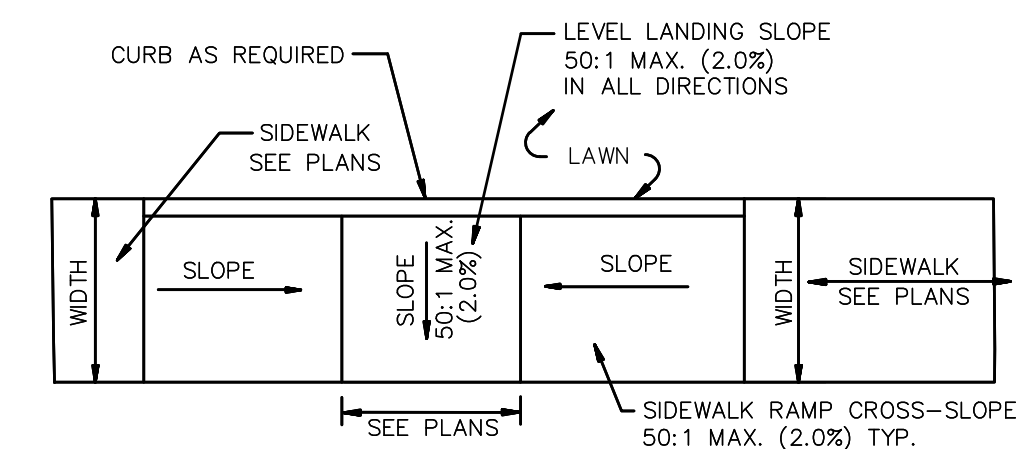 LEVEL LANDING SLOPE
50:1 MAX. (2.0%)
IN ALL DIRECTIONS
CURB AS REQUIRED
SIDEWALK
SEE PLANS
LAWN
WIDTH
SLOPE
SLOPE
50:1 MAX.
(2.0%)
SLOPE
WIDTH
SIDEWALK
SEE PLANS
SEE PLANS
SIDEWALK RAMP CROSS-SLOPE
50:1 MAX. (2.0%) TYP.